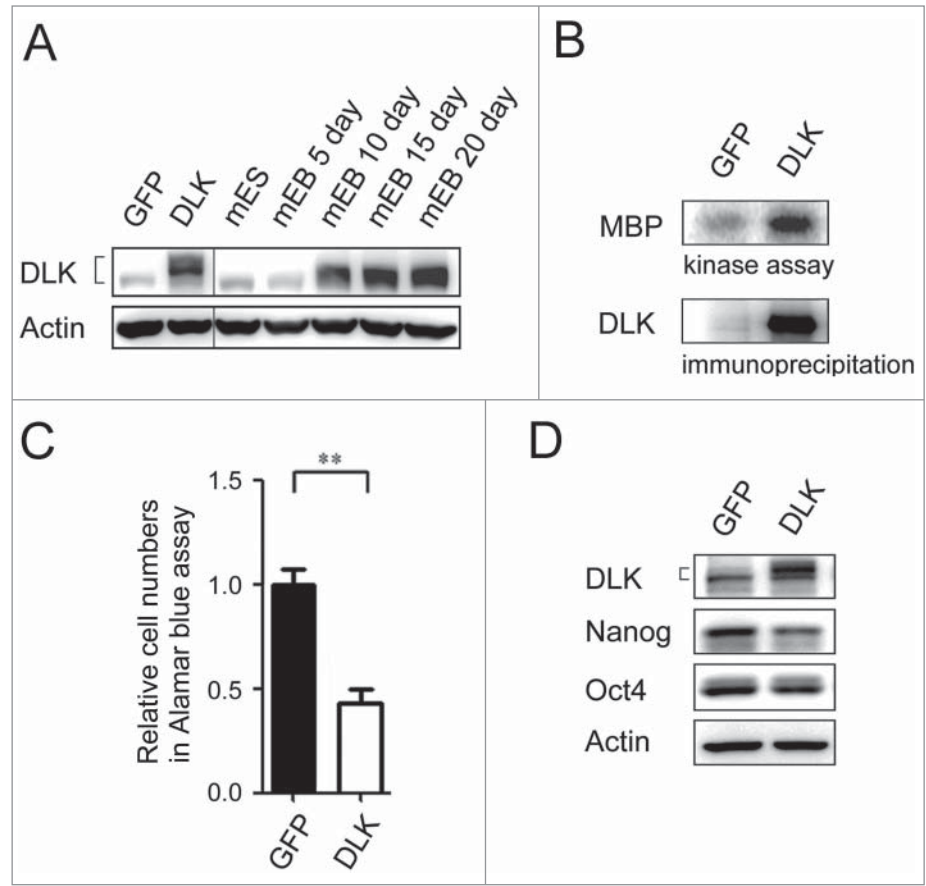 A
GFP
DLK
mES
mEB 5 day
mEB 10 day
mEB 15 day
mEB 20 day
DLK
Actin
B
GFP
DLK
MBP
kinase assay
DLK
immunoprecipitation
C
Relative cell numbers
in Alamar blue assay
1.5
1.0
0.5
0.0
**
GFP
DLK
D
GFP
DLK
DLK
Nanog
Oct4
Actin